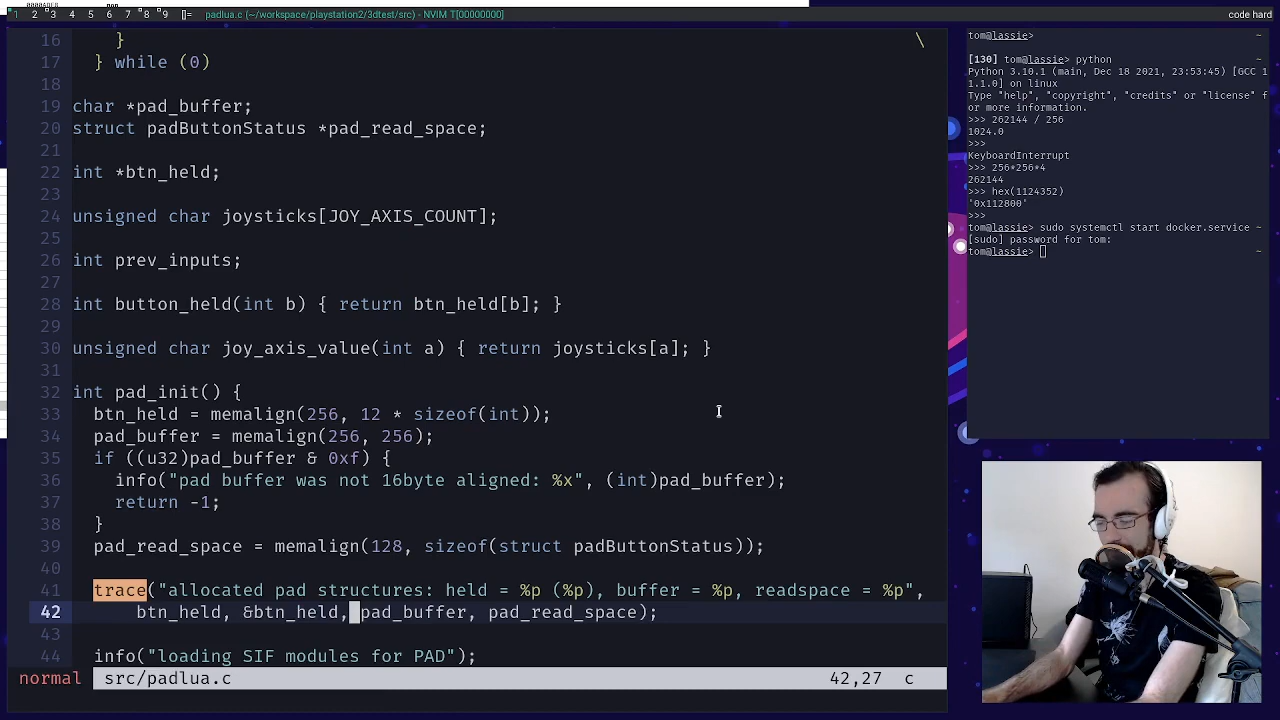 1 2 3 4 5 6 7 8 9 []= padlua.c (~/workspace/playstation2/3dtest/src) - NVIM T[00000000] code hard
16 } \
17 } while (0)
18
19 char *pad_buffer;
20 struct padButtonStatus *pad_read_space;
21
22 int *btn_held;
23
24 unsigned char joysticks[JOY_AXIS_COUNT];
25
26 int prev_inputs;
27
28 int button_held(int b) { return btn_held[b]; }
29
30 unsigned char joy_axis_value(int a) { return joysticks[a]; }
31
32 int pad_init() {
33 btn_held = memalign(256, 12 * sizeof(int));
34 pad_buffer = memalign(256, 256);
35 if ((u32)pad_buffer & 0xf) {
36 info("pad buffer was not 16byte aligned: %x", (int)pad_buffer);
37 return -1;
38 }
39 pad_read_space = memalign(128, sizeof(struct padButtonStatus));
40
41 trace("allocated pad structures: held = %p (%p), buffer = %p, readspace = %p",
42 btn_held, &btn_held, pad_buffer, pad_read_space);
43
44 info("loading SIF modules for PAD");
normal src/padlua.c 42,27 c
tom@lassie> ~
[130] tom@lassie> python ~
Python 3.10.1 (main, Dec 18 2021, 23:53:45) [GCC 1
1.1.0] on linux
Type "help", "copyright", "credits" or "license" f
or more information.
>>> 262144 / 256
1024.0
>>>
KeyboardInterrupt
>>> 256*256*4
262144
>>> hex(1124352)
'0x112800'
>>>
tom@lassie> sudo systemctl start docker.service ~
[sudo] password for tom:
tom@lassie> ~